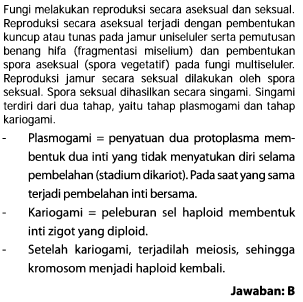 Fungi melakukan reproduksi secara aseksual dan seksual.
Reproduksi secara aseksual terjadi dengan pembentukan
kuncup atau tunas pada jamur uniseluler serta pemutusan
benang hifa (fragmentasi miselium) dan pembentukan
spora aseksual (spora vegetatif) pada fungi multiseluler.
Reproduksi jamur secara seksual dilakukan oleh spora
seksual. Spora seksual dihasilkan secara singami. Singami
terdiri dari dua tahap, yaitu tahap plasmogami dan tahap
kariogami.
- Plasmogami = penyatuan dua protoplasma mem-
bentuk dua inti yang tidak menyatukan diri selama
pembelahan (stadium dikariot). Pada saat yang sama
terjadi pembelahan inti bersama.
- Kariogami = peleburan sel haploid membentuk
inti zigot yang diploid.
- Setelah kariogami, terjadilah meiosis, sehingga
kromosom menjadi haploid kembali.
Jawaban: B